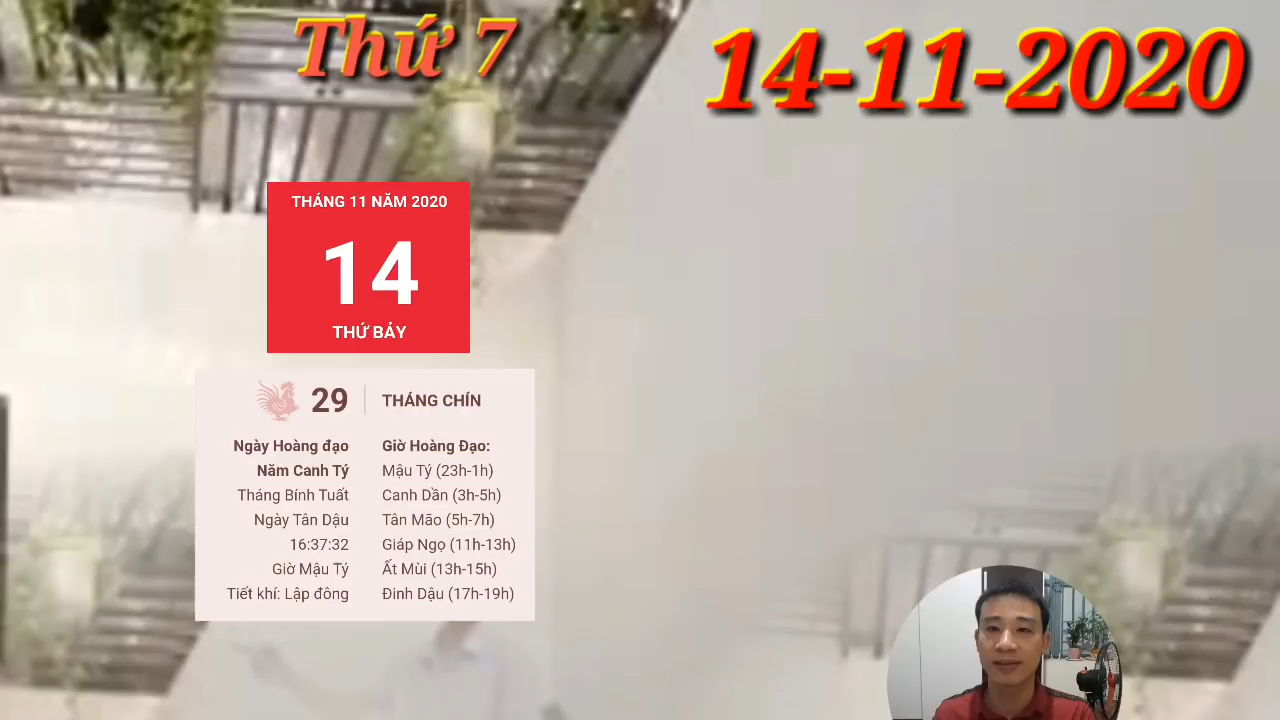 Thứ 7
14-11-2020
THÁNG 11 NĂM 2020
14
THỨ BẢY
29
THÁNG CHÍN
Ngày Hoàng đạo
Năm Canh Tý
Tháng Bính Tuất
Ngày Tân Dậu
16:37:32
Giờ Mậu Tý
Tiết khí: Lập đông
Giờ Hoàng Đạo:
Mậu Tý (23h-1h)
Canh Dần (3h-5h)
Tân Mão (5h-7h)
Giáp Ngọ (11h-13h)
Ất Mùi (13h-15h)
Đinh Dậu (17h-19h)